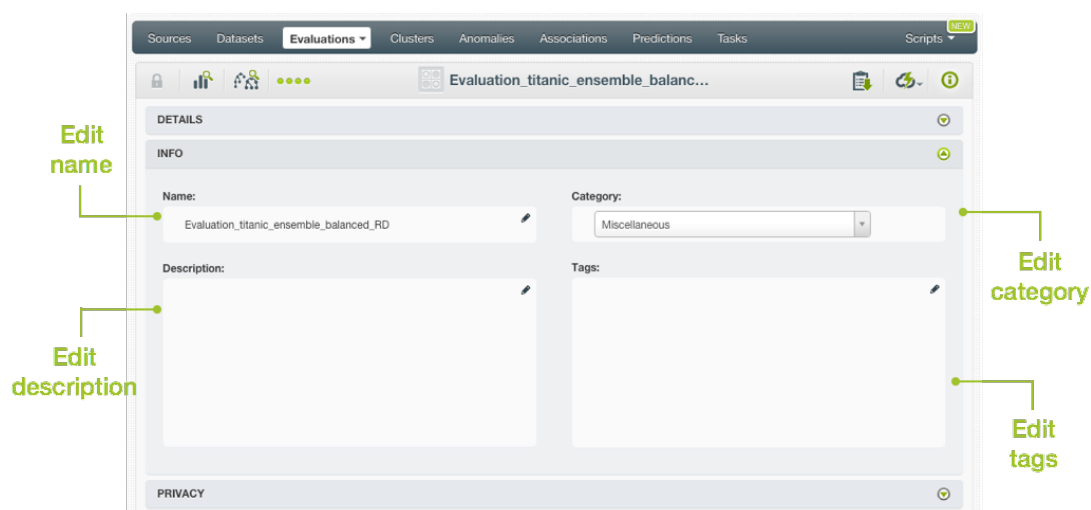 Sources Datasets Evaluations Clusters Anomalies Associations Predictions Tasks Scripts NEW
Evaluation_titanic_ensemble_balanc...
DETAILS
Edit
name
INFO
Name:
Category:
Evaluation_titanic_ensemble_balanced_RD
Miscellaneous
Description:
Tags:
Edit
category
Edit
description
Edit
tags
PRIVACY